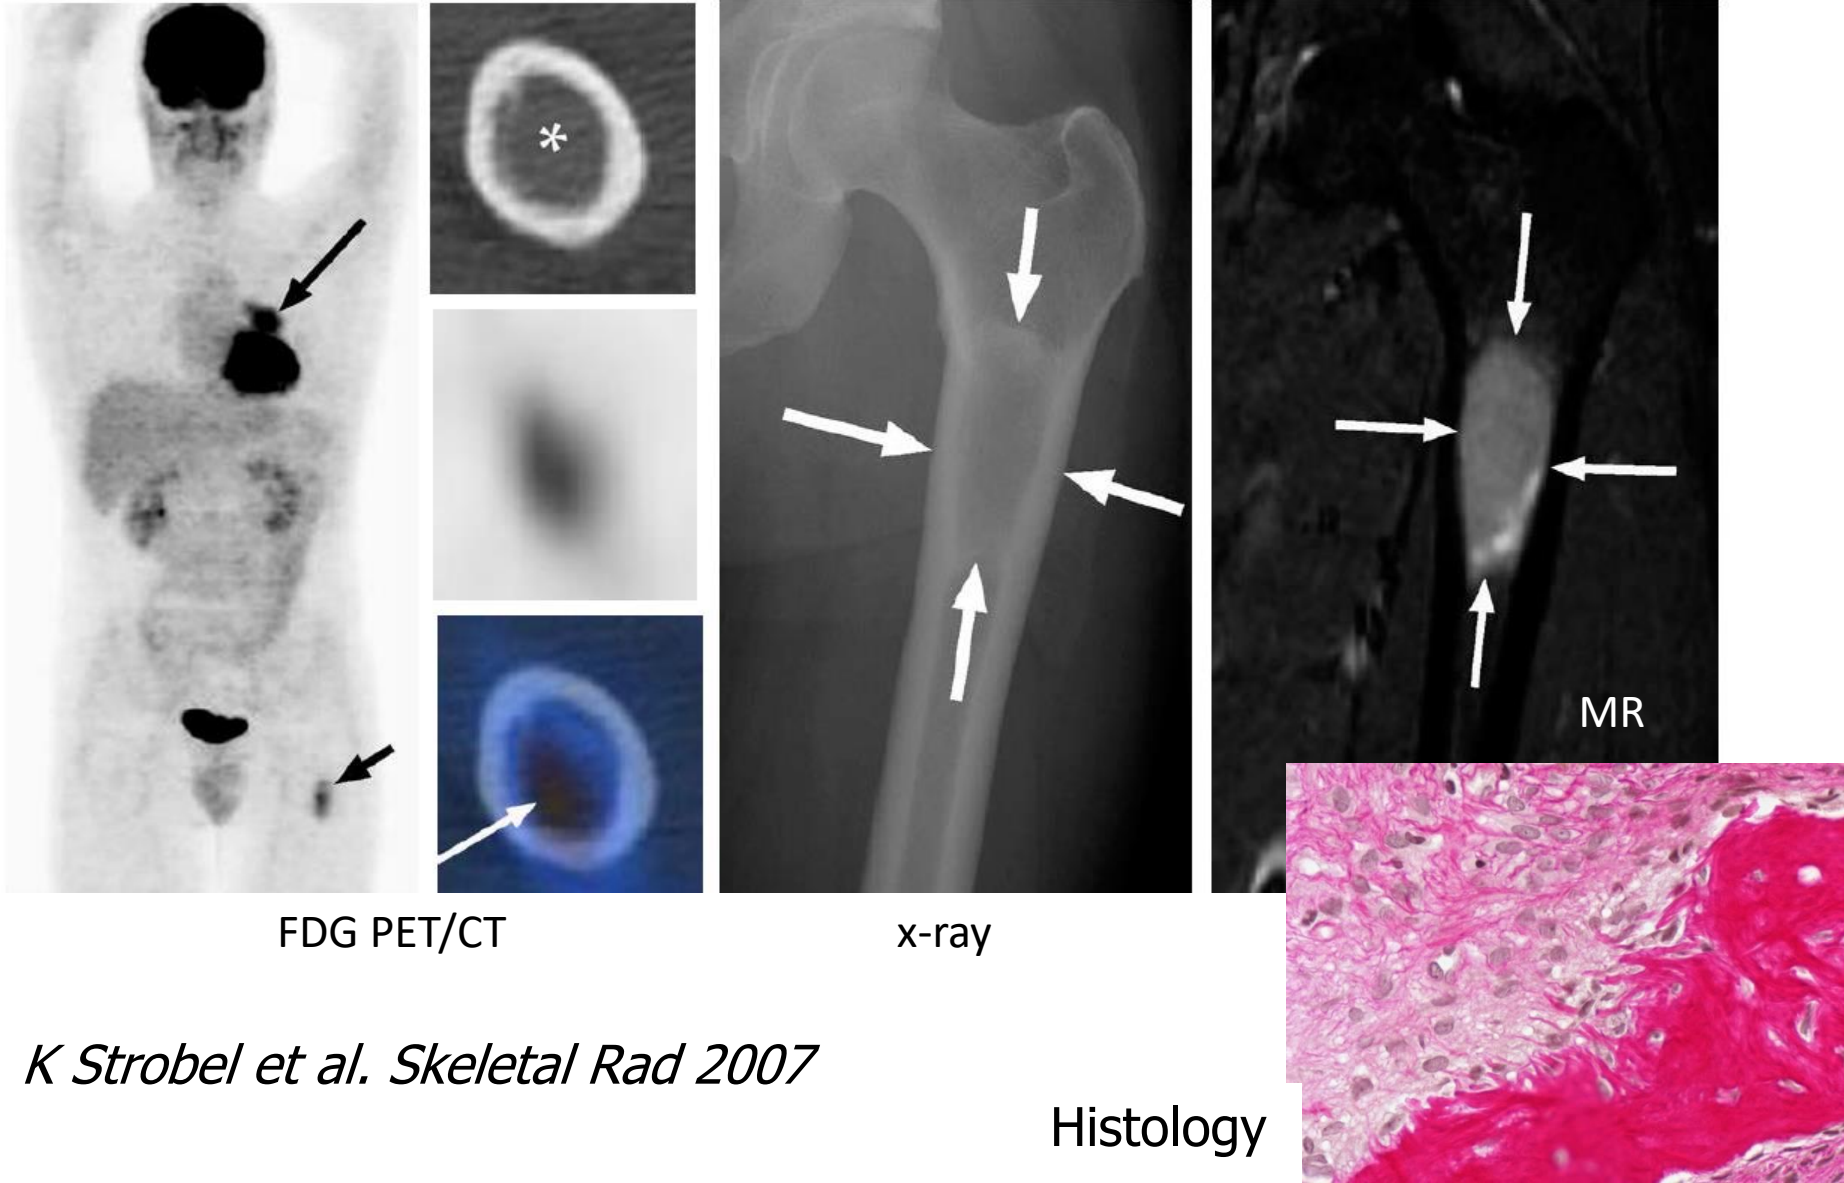 *
MR
FDG PET/CT
x-ray
K Strobel et al. Skeletal Rad 2007
Histology